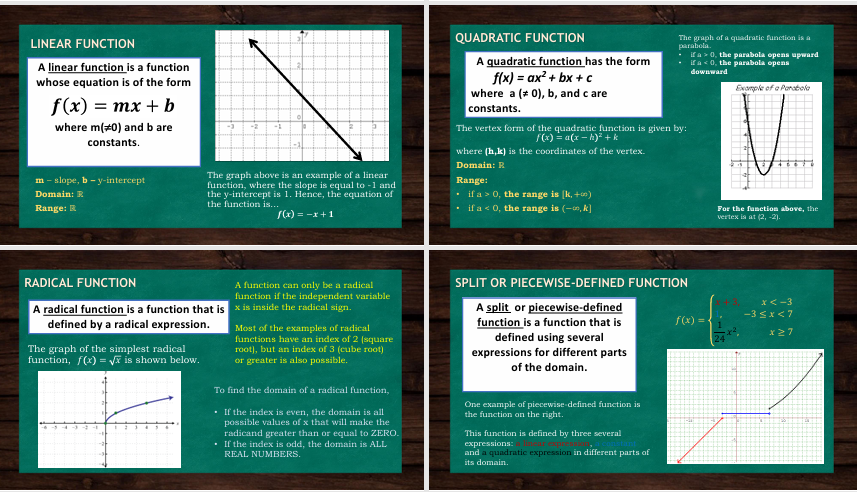 LINEAR FUNCTION
A linear function is a function
whose equation is of the form
f(x) = mx + b
where m(≠0) and b are
constants.
m – slope, b – y-intercept
Domain: ℝ
Range: ℝ
y
3
-3 -2 -1 1 2 3
-1
The graph above is an example of a linear
function, where the slope is equal to -1 and
the y-intercept is 1. Hence, the equation of
the function is...
f(x) = −x + 1
QUADRATIC FUNCTION
A quadratic function has the form
f(x) = ax² + bx + c
where a (≠ 0), b, and c are
constants.
The vertex form of the quadratic function is given by:
f(x) = a(x − h)² + k
where (h,k) is the coordinates of the vertex.
Domain: ℝ
Range:
• if a > 0, the range is [k, +∞)
• if a < 0, the range is (−∞, k]
The graph of a quadratic function is a
parabola.
• if a > 0, the parabola opens upward
• if a < 0, the parabola opens
downward
Example of a Parabola
For the function above, the
vertex is at (2, -2).
RADICAL FUNCTION
A radical function is a function that is
defined by a radical expression.
The graph of the simplest radical
function, f(x) = √x is shown below.
A function can only be a radical
function if the independent variable
x is inside the radical sign.
Most of the examples of radical
functions have an index of 2 (square
root), but an index of 3 (cube root)
or greater is also possible.
To find the domain of a radical function,
• If the index is even, the domain is all
possible values of x that will make the
radicand greater than or equal to ZERO.
• If the index is odd, the domain is ALL
REAL NUMBERS.
SPLIT OR PIECEWISE-DEFINED FUNCTION
A split or piecewise-defined
function is a function that is
defined using several
expressions for different parts
of the domain.
x + 3, x < −3
f(x) = , −3 ≤ x < 7
1/24 x², x ≥ 7
One example of piecewise-defined function is
the function on the right.
This function is defined by three several
expressions: a linear expression,
and a quadratic expression in different parts of
its domain.